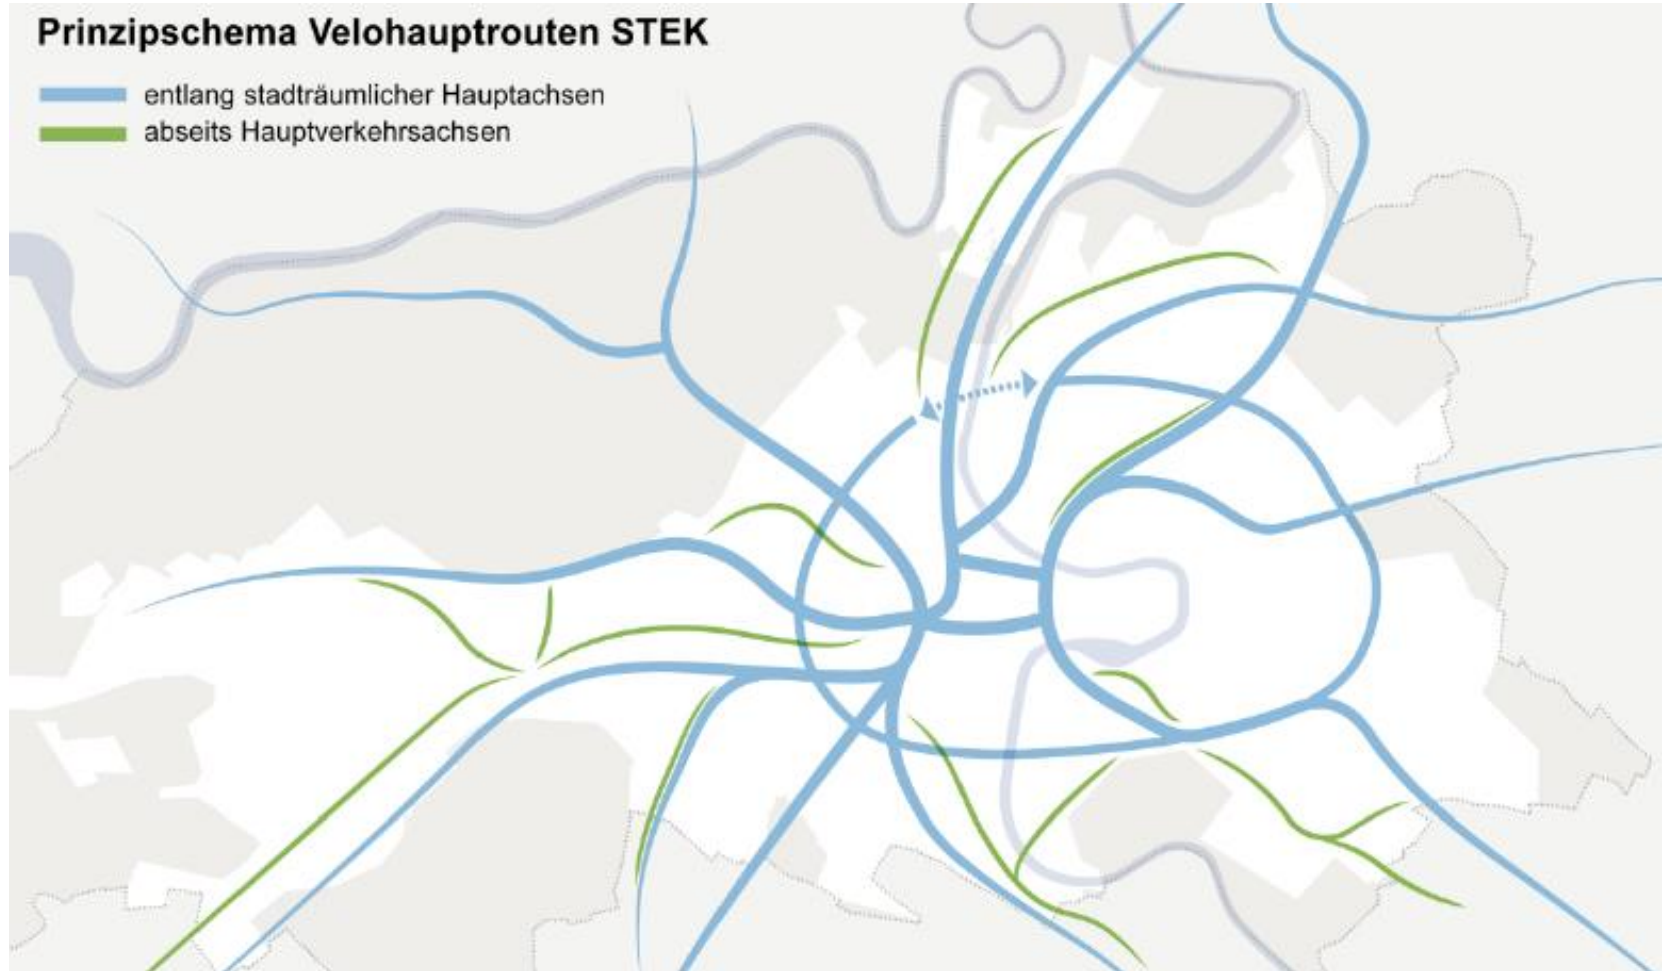 Prinzipschema Velohauptrouten STEK
entlang stadträumlicher Hauptachsen
abseits Hauptverkehrsachsen